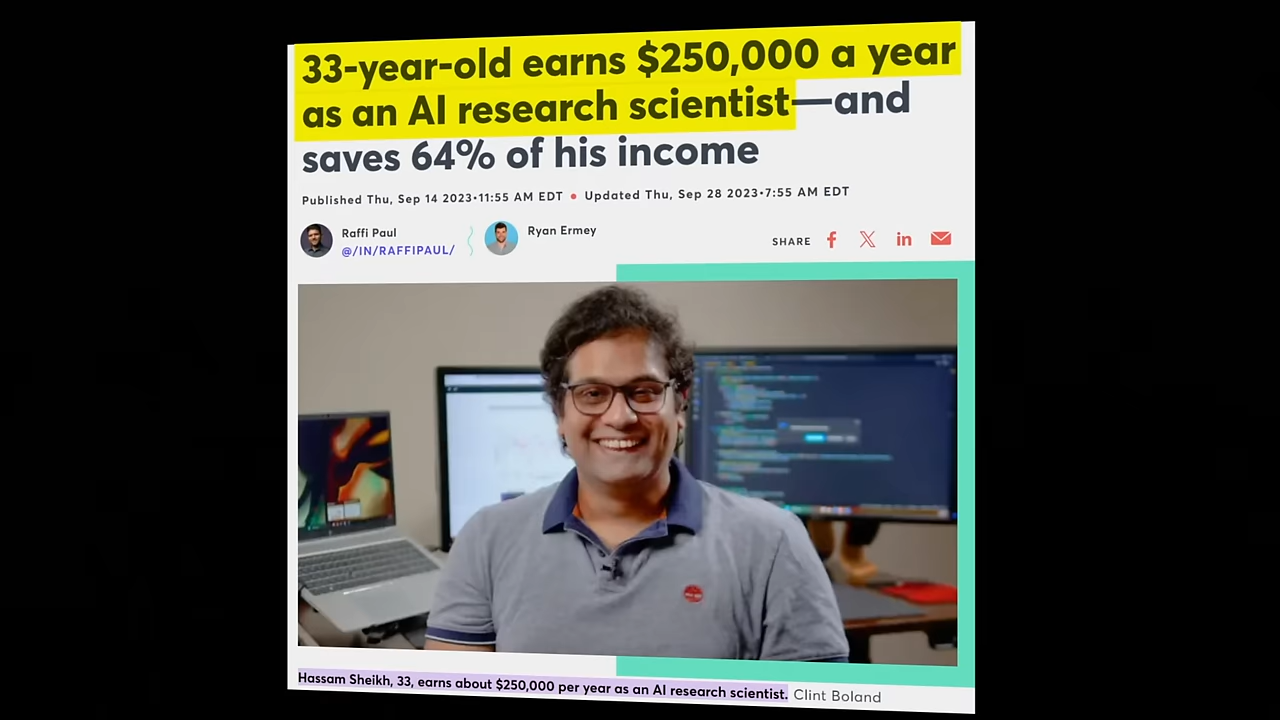 33-year-old earns $250,000 a year
as an AI research scientist—and
saves 64% of his income
Published Thu, Sep 14 2023•11:55 AM EDT • Updated Thu, Sep 28 2023•7:55 AM EDT
Raffi Paul
@/IN/RAFFIPAUL/
Ryan Ermey
SHARE
Hassam Sheikh, 33, earns about $250,000 per year as an AI research scientist. Clint Boland